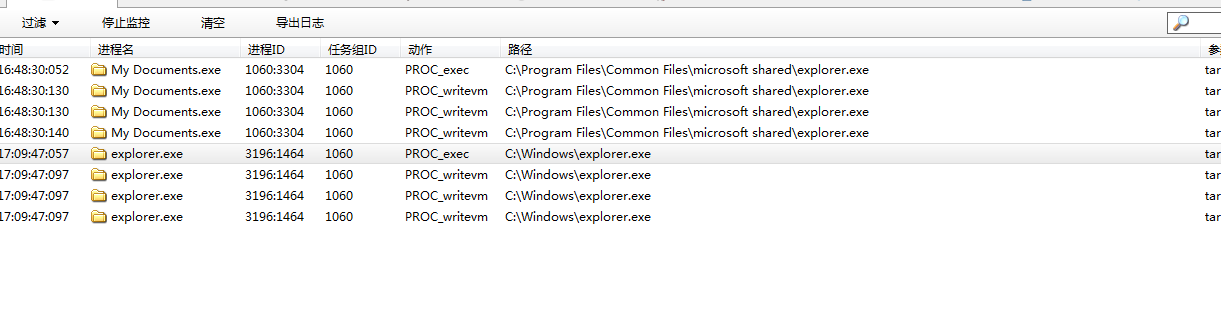 过滤 停止监控 清空 导出日志
时间 进程名 进程ID 任务组ID 动作 路径
16:48:30:052 My Documents.exe 1060:3304 1060 PROC_exec C:\Program Files\Common Files\microsoft shared\explorer.exe tar
16:48:30:130 My Documents.exe 1060:3304 1060 PROC_writevm C:\Program Files\Common Files\microsoft shared\explorer.exe tar
16:48:30:130 My Documents.exe 1060:3304 1060 PROC_writevm C:\Program Files\Common Files\microsoft shared\explorer.exe tar
16:48:30:140 My Documents.exe 1060:3304 1060 PROC_writevm C:\Program Files\Common Files\microsoft shared\explorer.exe tar
17:09:47:057 explorer.exe 3196:1464 1060 PROC_exec C:\Windows\explorer.exe tar
17:09:47:097 explorer.exe 3196:1464 1060 PROC_writevm C:\Windows\explorer.exe tar
17:09:47:097 explorer.exe 3196:1464 1060 PROC_writevm C:\Windows\explorer.exe tar
17:09:47:097 explorer.exe 3196:1464 1060 PROC_writevm C:\Windows\explorer.exe tar